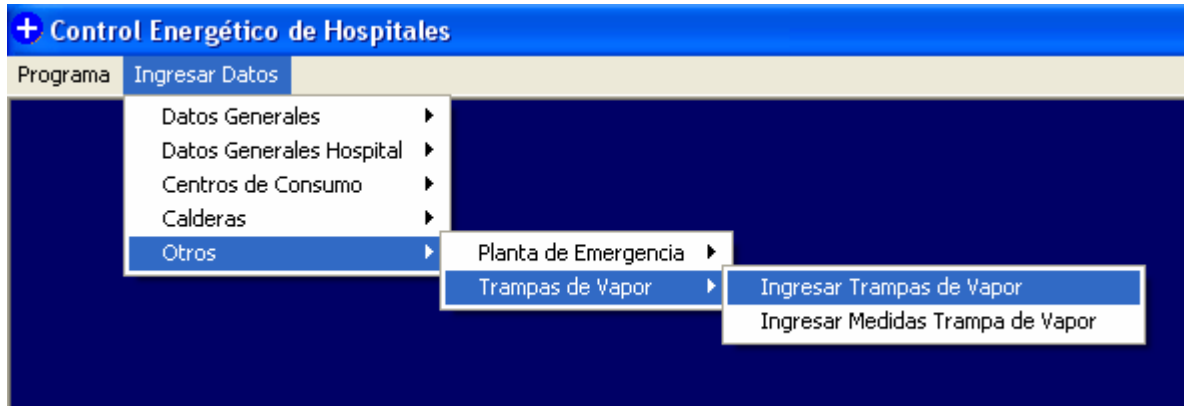 Control Energético de Hospitales
Programa Ingresar Datos
Datos Generales
Datos Generales Hospital
Centros de Consumo
Calderas
Otros
Planta de Emergencia
Trampas de Vapor
Ingresar Trampas de Vapor
Ingresar Medidas Trampa de Vapor